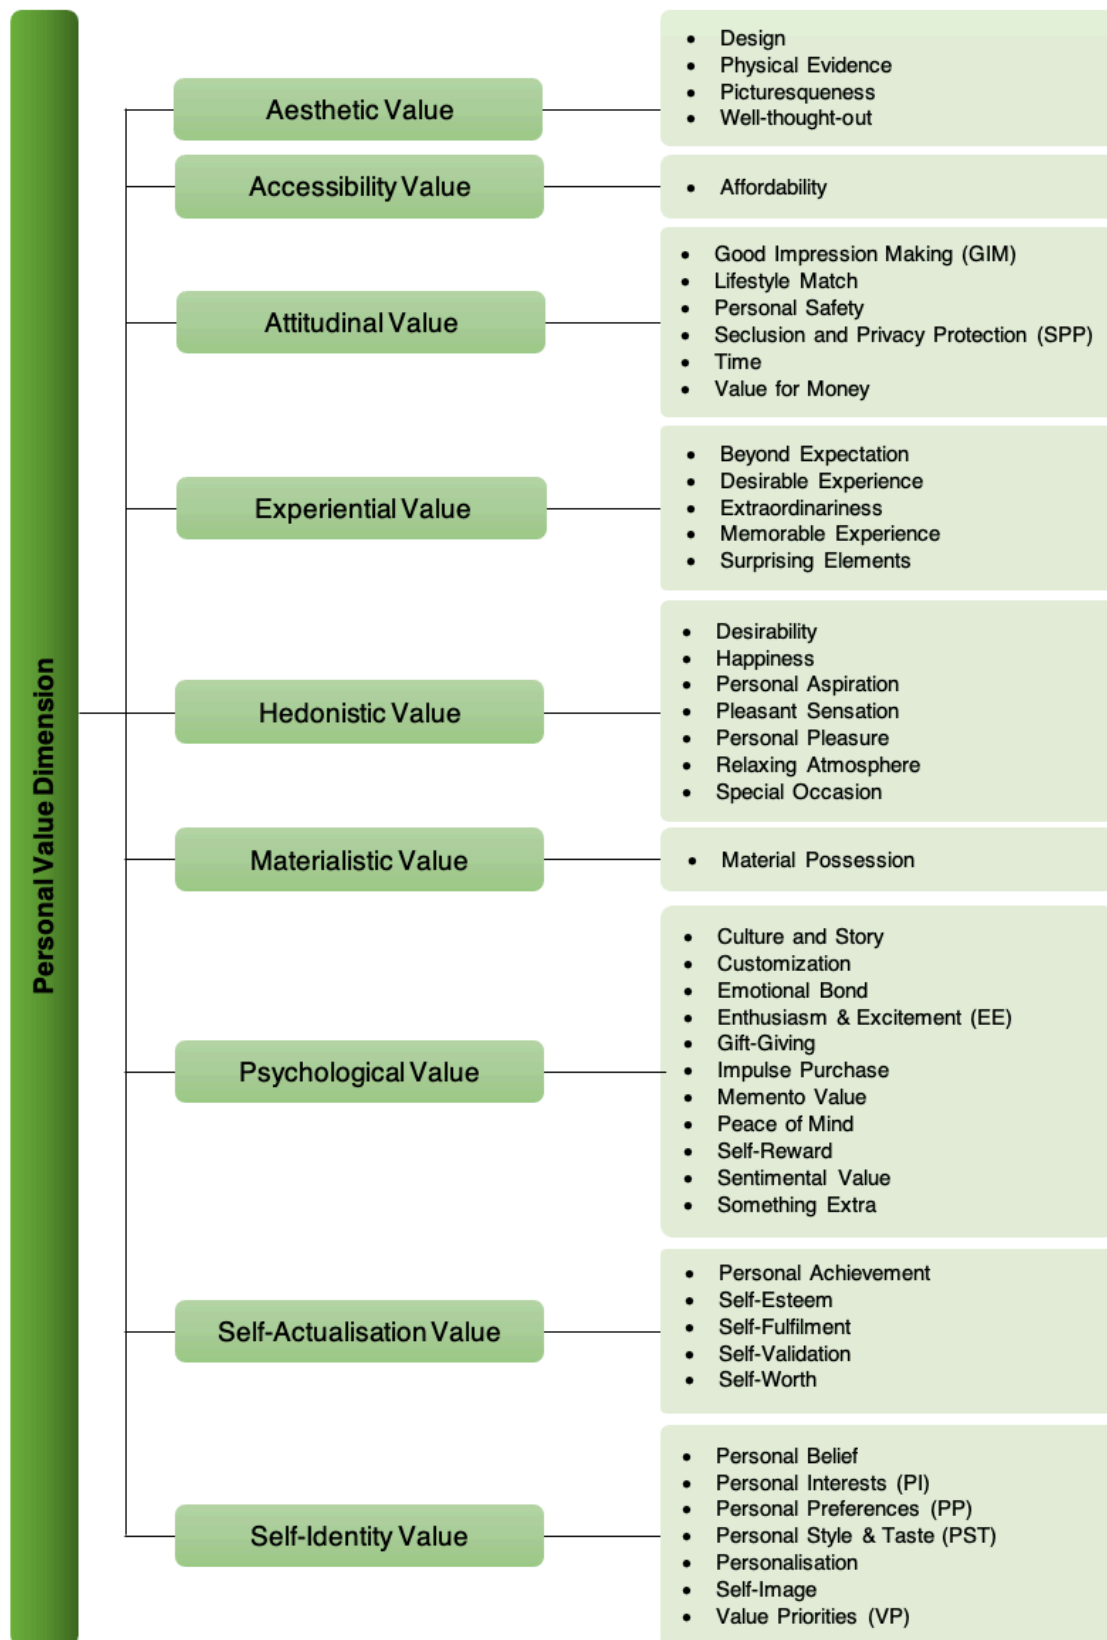 Personal Value Dimension
Aesthetic Value
• Design
• Physical Evidence
• Picturesqueness
• Well-thought-out
Accessibility Value
• Affordability
Attitudinal Value
• Good Impression Making (GIM)
• Lifestyle Match
• Personal Safety
• Seclusion and Privacy Protection (SPP)
• Time
• Value for Money
Experiential Value
• Beyond Expectation
• Desirable Experience
• Extraordinariness
• Memorable Experience
• Surprising Elements
Hedonistic Value
• Desirability
• Happiness
• Personal Aspiration
• Pleasant Sensation
• Personal Pleasure
• Relaxing Atmosphere
• Special Occasion
Materialistic Value
• Material Possession
Psychological Value
• Culture and Story
• Customization
• Emotional Bond
• Enthusiasm & Excitement (EE)
• Gift-Giving
• Impulse Purchase
• Memento Value
• Peace of Mind
• Self-Reward
• Sentimental Value
• Something Extra
Self-Actualisation Value
• Personal Achievement
• Self-Esteem
• Self-Fulfilment
• Self-Validation
• Self-Worth
Self-Identity Value
• Personal Belief
• Personal Interests (PI)
• Personal Preferences (PP)
• Personal Style & Taste (PST)
• Personalisation
• Self-Image
• Value Priorities (VP)